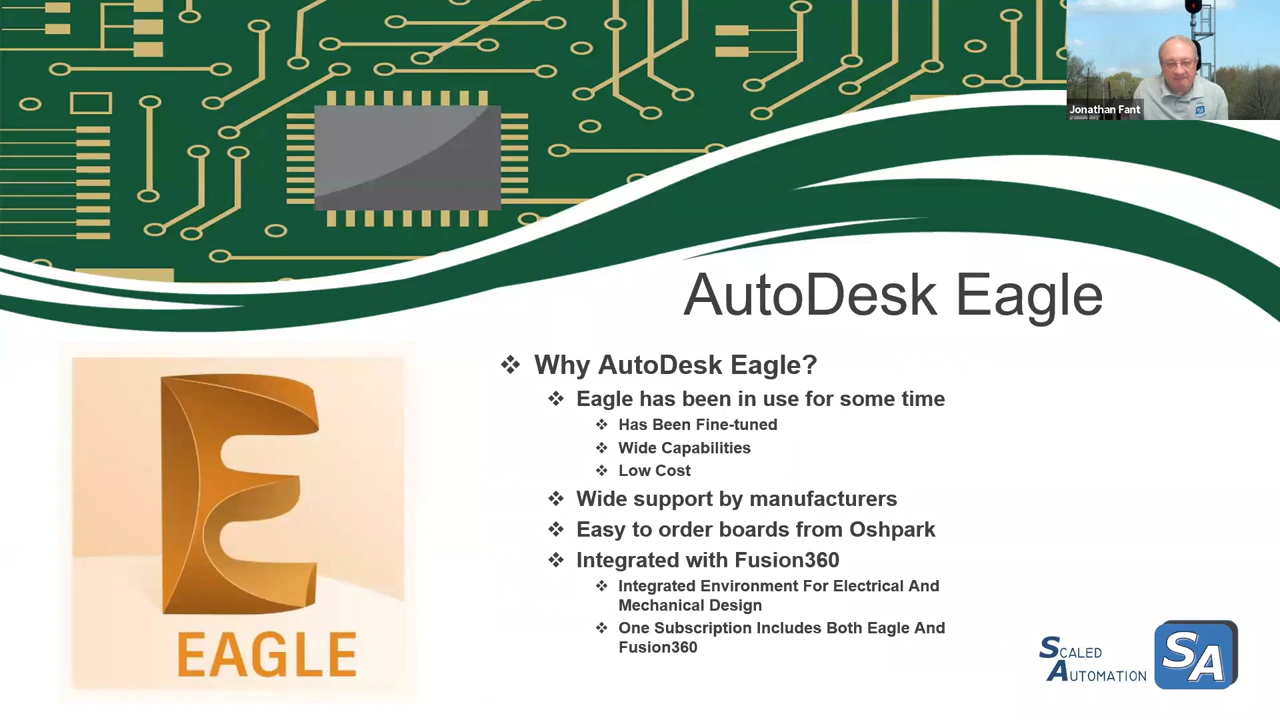 Jonathan Fant
AutoDesk Eagle
Why AutoDesk Eagle?
Eagle has been in use for some time
Has Been Fine-tuned
Wide Capabilities
Low Cost
Wide support by manufacturers
Easy to order boards from Oshpark
Integrated with Fusion360
Integrated Environment For Electrical And
Mechanical Design
One Subscription Includes Both Eagle And
Fusion360
EAGLE
SCALED
AUTOMATION
SA